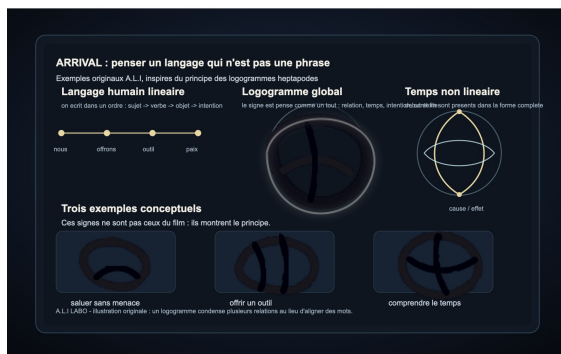 ARRIVAL : penser un langage qui n'est pas une phrase
Exemples originaux A.L.I, inspires du principe des logogrammes heptapodes
Langage humain lineaire
on ecrit dans un ordre : sujet -> verbe -> objet -> intention
nous offrons outil paix
Logogramme global
le signe est pense comme un tout : relation, temps, intention,
Temps non lineaire
sont presents dans la forme complete
cause / effet
Trois exemples conceptuels
Ces signes ne sont pas ceux du film : ils montrent le principe.
saluer sans menace
offrir un outil
comprendre le temps
A.L.I LABO - illustration originale : un logogramme condense plusieurs relations au lieu d'aligner des mots.